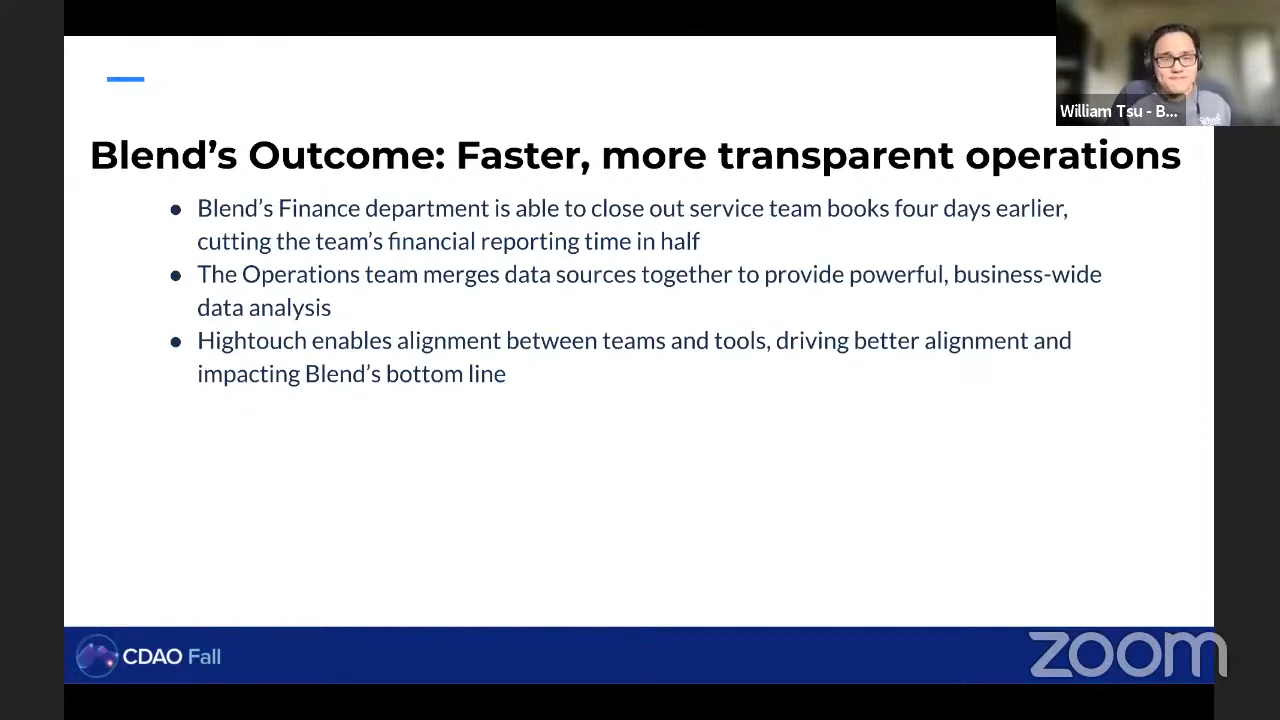 William Tsu - B...
Blend’s Outcome: Faster, more transparent operations
● Blend’s Finance department is able to close out service team books four days earlier,
cutting the team’s financial reporting time in half
● The Operations team merges data sources together to provide powerful, business-wide
data analysis
● Hightouch enables alignment between teams and tools, driving better alignment and
impacting Blend’s bottom line
CDAO Fall
zoom